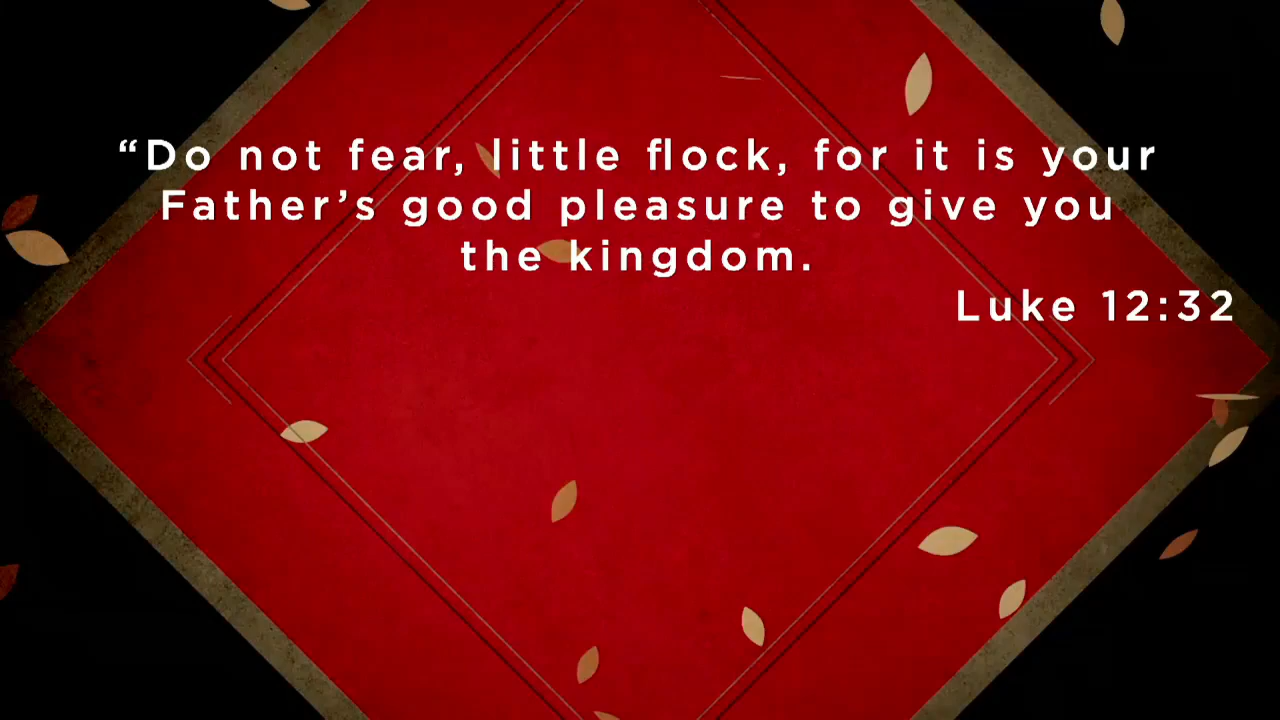 “Do not fear, little flock, for it is your
Father’s good pleasure to give you
the kingdom.
Luke 12:32